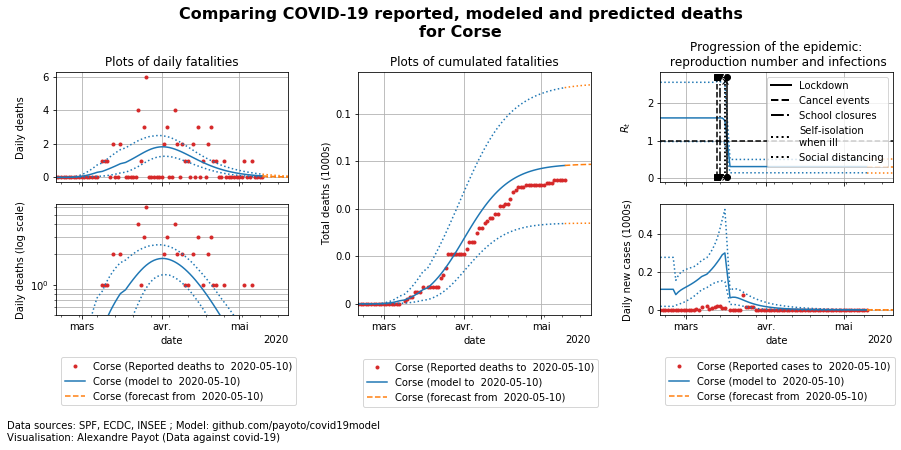 Comparing COVID-19 reported, modeled and predicted deaths
for Corse
Plots of daily fatalities
Daily deaths
6
4
2
0
Daily deaths (log scale)
10^0
mars
avr.
mai
date
2020
Corse (Reported deaths to 2020-05-10)
Corse (model to 2020-05-10)
Corse (forecast from 2020-05-10)
Plots of cumulated fatalities
Total deaths (1000s)
0.1
0.1
0.0
0.0
0
mars
avr.
mai
date
2020
Corse (Reported deaths to 2020-05-10)
Corse (model to 2020-05-10)
Corse (forecast from 2020-05-10)
Progression of the epidemic:
reproduction number and infections
R_t
2
1
0
Lockdown
Cancel events
School closures
Self-isolation
when ill
Social distancing
Daily new cases (1000s)
0.4
0.2
0
mars
avr.
mai
date
2020
Corse (Reported cases to 2020-05-10)
Corse (model to 2020-05-10)
Corse (forecast from 2020-05-10)
Data sources: SPF, ECDC, INSEE ; Model: github.com/payoto/covid19model
Visualisation: Alexandre Payot (Data against covid-19)